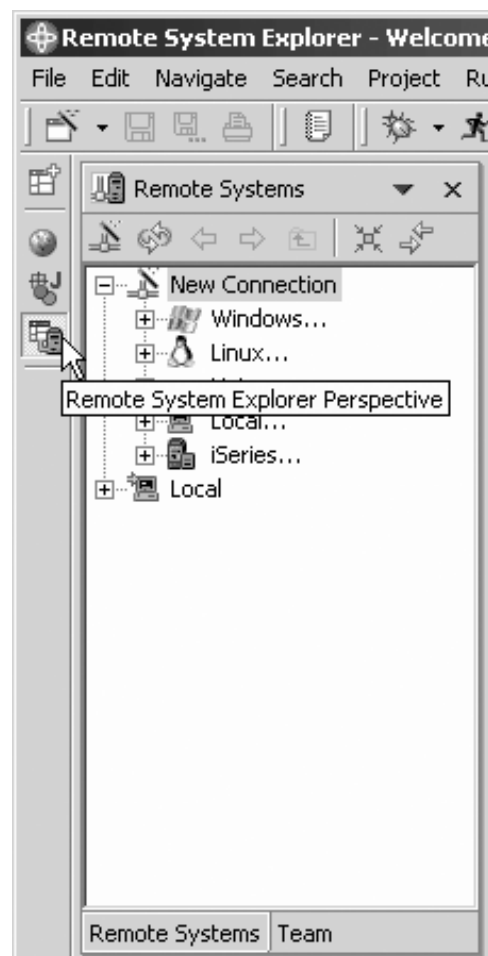 Remote System Explorer - Welcome
File Edit Navigate Search Project Ru
Remote Systems
New Connection
Windows...
Linux...
Remote System Explorer Perspective
Local...
iSeries...
Local
Remote Systems Team